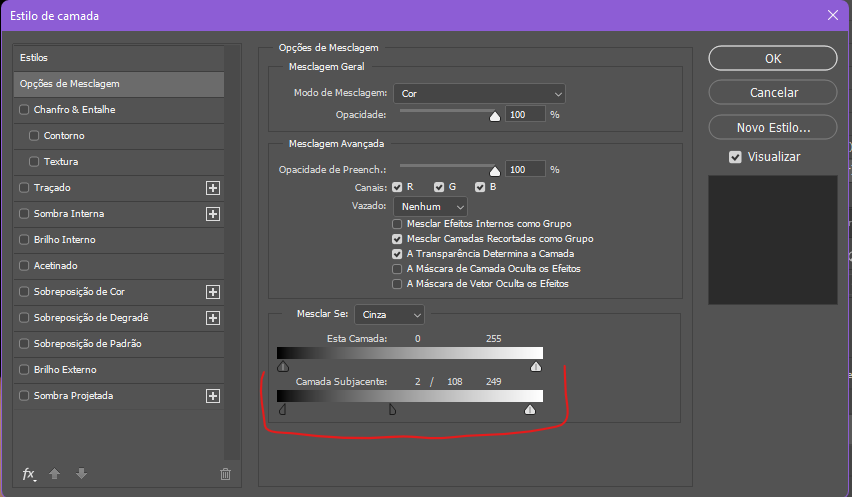 Estilo de camada
Estilos
Opções de Mesclagem
Chanfro & Entalhe
Contorno
Textura
Traçado
Sombra Interna
Brilho Interno
Acetinado
Sobreposição de Cor
Sobreposição de Degradê
Sobreposição de Padrão
Brilho Externo
Sombra Projetada
fx
Opções de Mesclagem
Mesclagem Geral
Modo de Mesclagem: Cor
Opacidade: 100 %
Mesclagem Avançada
Opacidade de Preench.: 100 %
Canais: R G B
Vazado: Nenhum
Mesclar Efeitos Internos como Grupo
Mesclar Camadas Recortadas como Grupo
A Transparência Determina a Camada
A Máscara de Camada Oculta os Efeitos
A Máscara de Vetor Oculta os Efeitos
Mesclar Se: Cinza
Esta Camada: 0 255
Camada Subjacente: 2 / 108 249
OK
Cancelar
Novo Estilo...
Visualizar